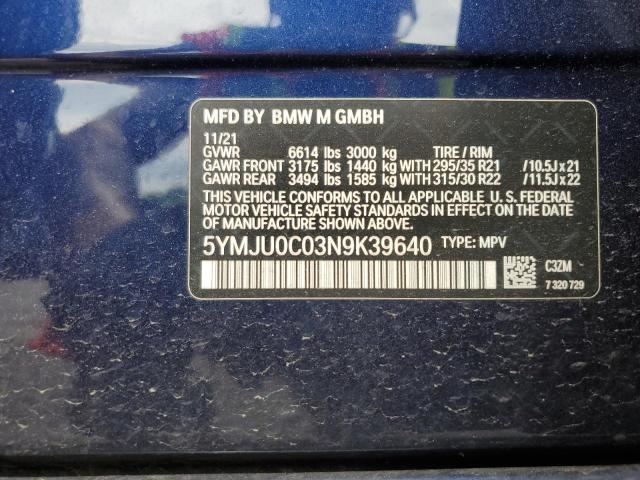 MFD BY BMW M GMBH
11/21
GVWR 6614 lbs 3000 kg TIRE / RIM
GAWR FRONT 3175 lbs 1440 kg WITH 295/35 R21 /10.5J x 21
GAWR REAR 3494 lbs 1585 kg WITH 315/30 R22 /11.5J x 22
THIS VEHICLE CONFORMS TO ALL APPLICABLE U. S. FEDERAL
MOTOR VEHICLE SAFETY STANDARDS IN EFFECT ON THE
DATE OF MANUFACTURE SHOWN ABOVE.
5YMJU0C03N9K39640 TYPE: MPV
C3ZM
7 320 729